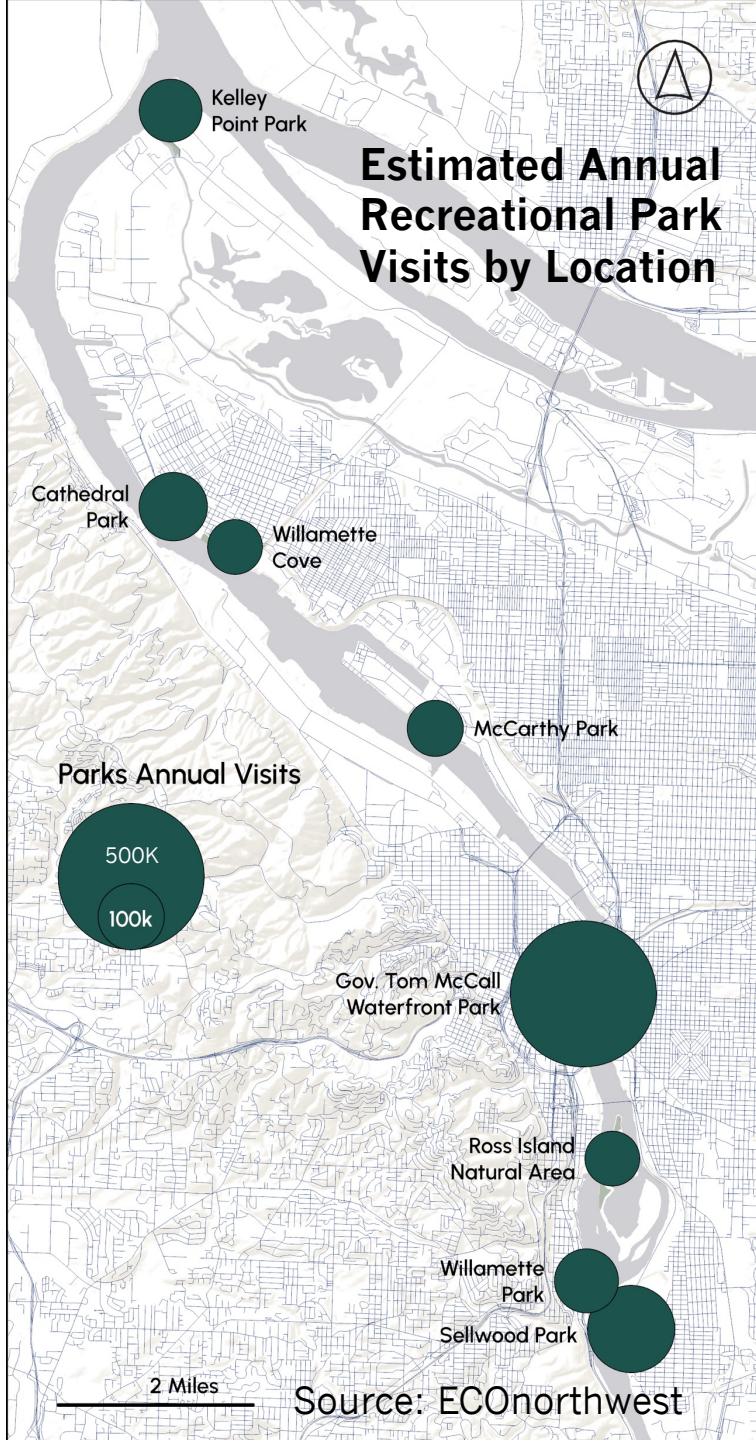 Kelley
Point Park
Estimated Annual
Recreational Park
Visits by Location
Cathedral
Park
Willamette
Cove
McCarthy Park
Parks Annual Visits
500K
100k
Gov. Tom McCall
Waterfront Park
Ross Island
Natural Area
Willamette
Park
Sellwood Park
2 Miles
Source: ECOnorthwest